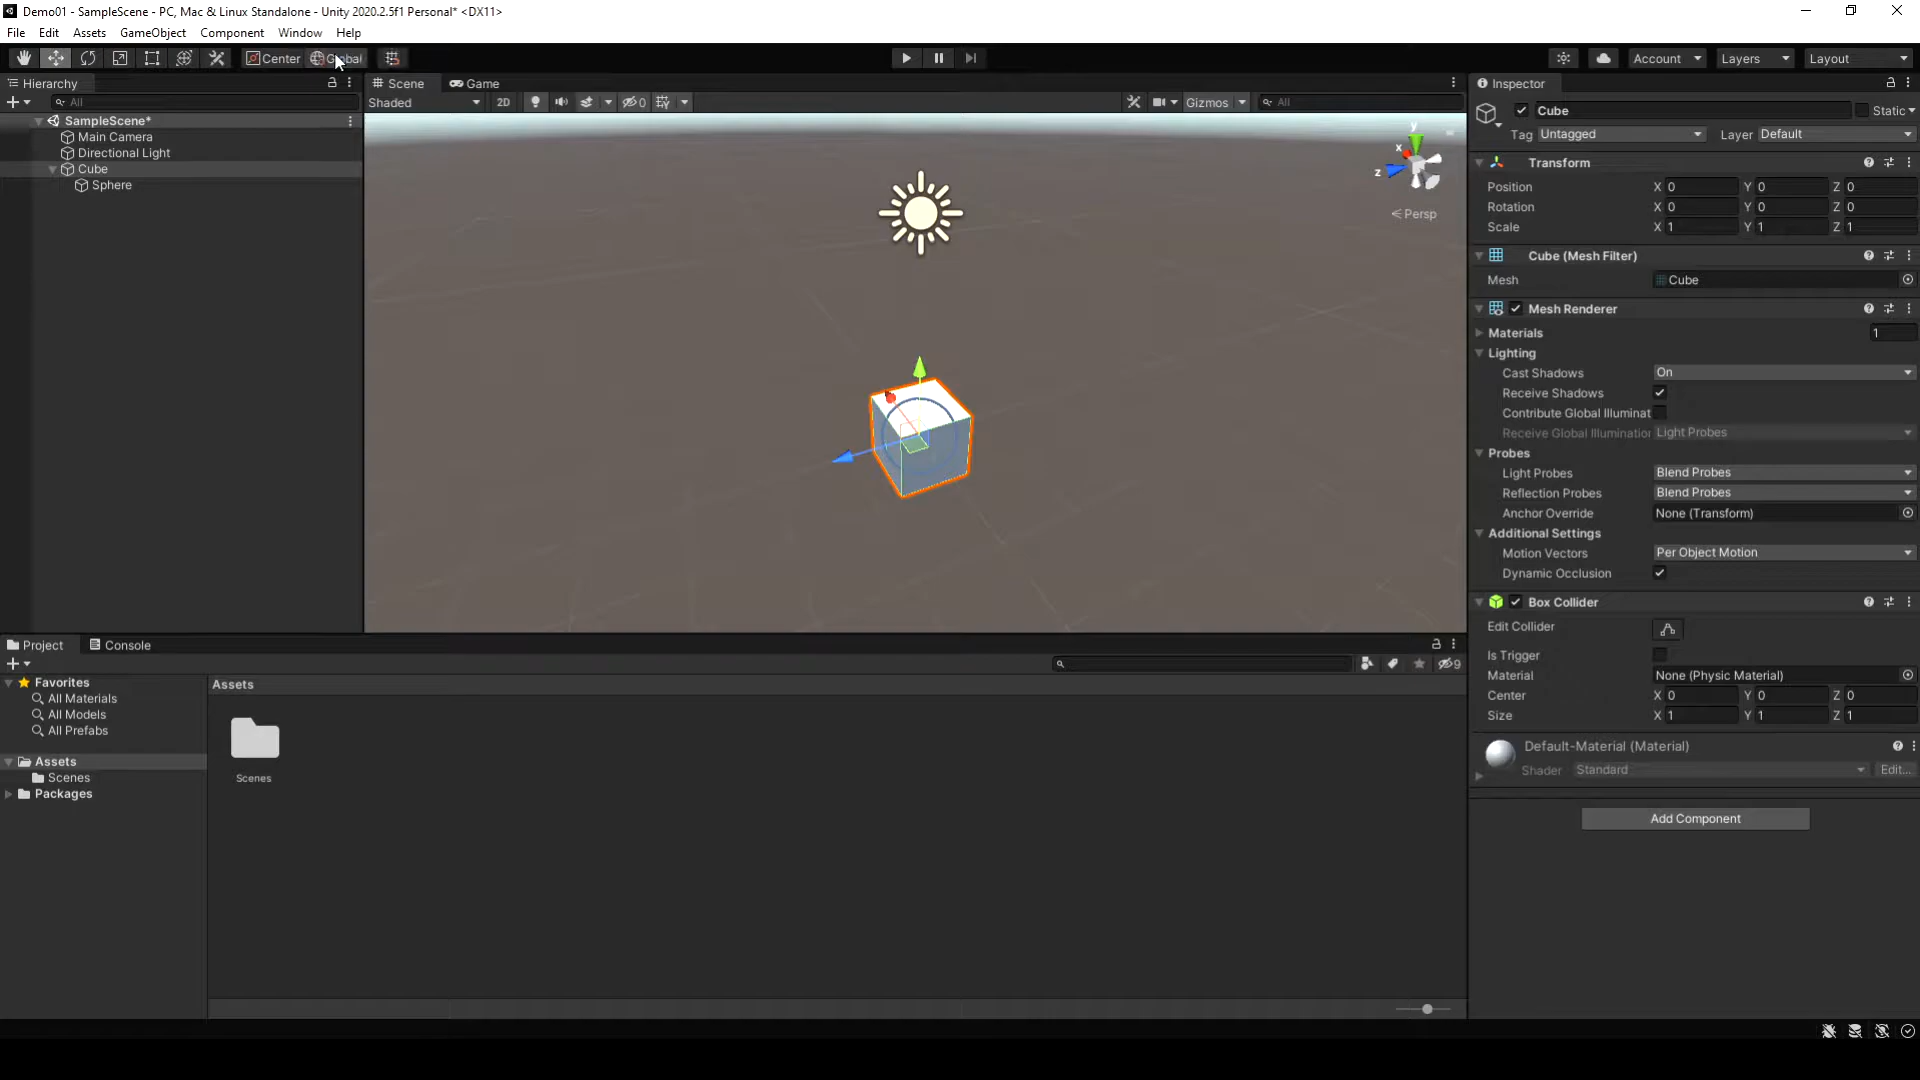 Demo01 - SampleScene - PC, Mac & Linux Standalone - Unity 2020.2.5f1 Personal* <DX11>
File Edit Assets GameObject Component Window Help
Center Global Account Layers Layout
Hierarchy
All
SampleScene*
Main Camera
Directional Light
Cube
Sphere
Scene Game
Shaded 2D 0 Gizmos All
y
x
z
Persp
Inspector
Cube Static
Tag Untagged Layer Default
Transform
Position X 0 Y 0 Z 0
Rotation X 0 Y 0 Z 0
Scale X 1 Y 1 Z 1
Cube (Mesh Filter)
Mesh Cube
Mesh Renderer
Materials 1
Lighting
Cast Shadows On
Receive Shadows
Contribute Global Illuminat
Receive Global Illumination Light Probes
Probes
Light Probes Blend Probes
Reflection Probes Blend Probes
Anchor Override None (Transform)
Additional Settings
Motion Vectors Per Object Motion
Dynamic Occlusion
Box Collider
Edit Collider
Is Trigger
Material None (Physic Material)
Center X 0 Y 0 Z 0
Size X 1 Y 1 Z 1
Default-Material (Material)
Shader Standard Edit...
Add Component
Project Console
9
Favorites
All Materials
All Models
All Prefabs
Assets
Scenes
Packages
Assets
Scenes